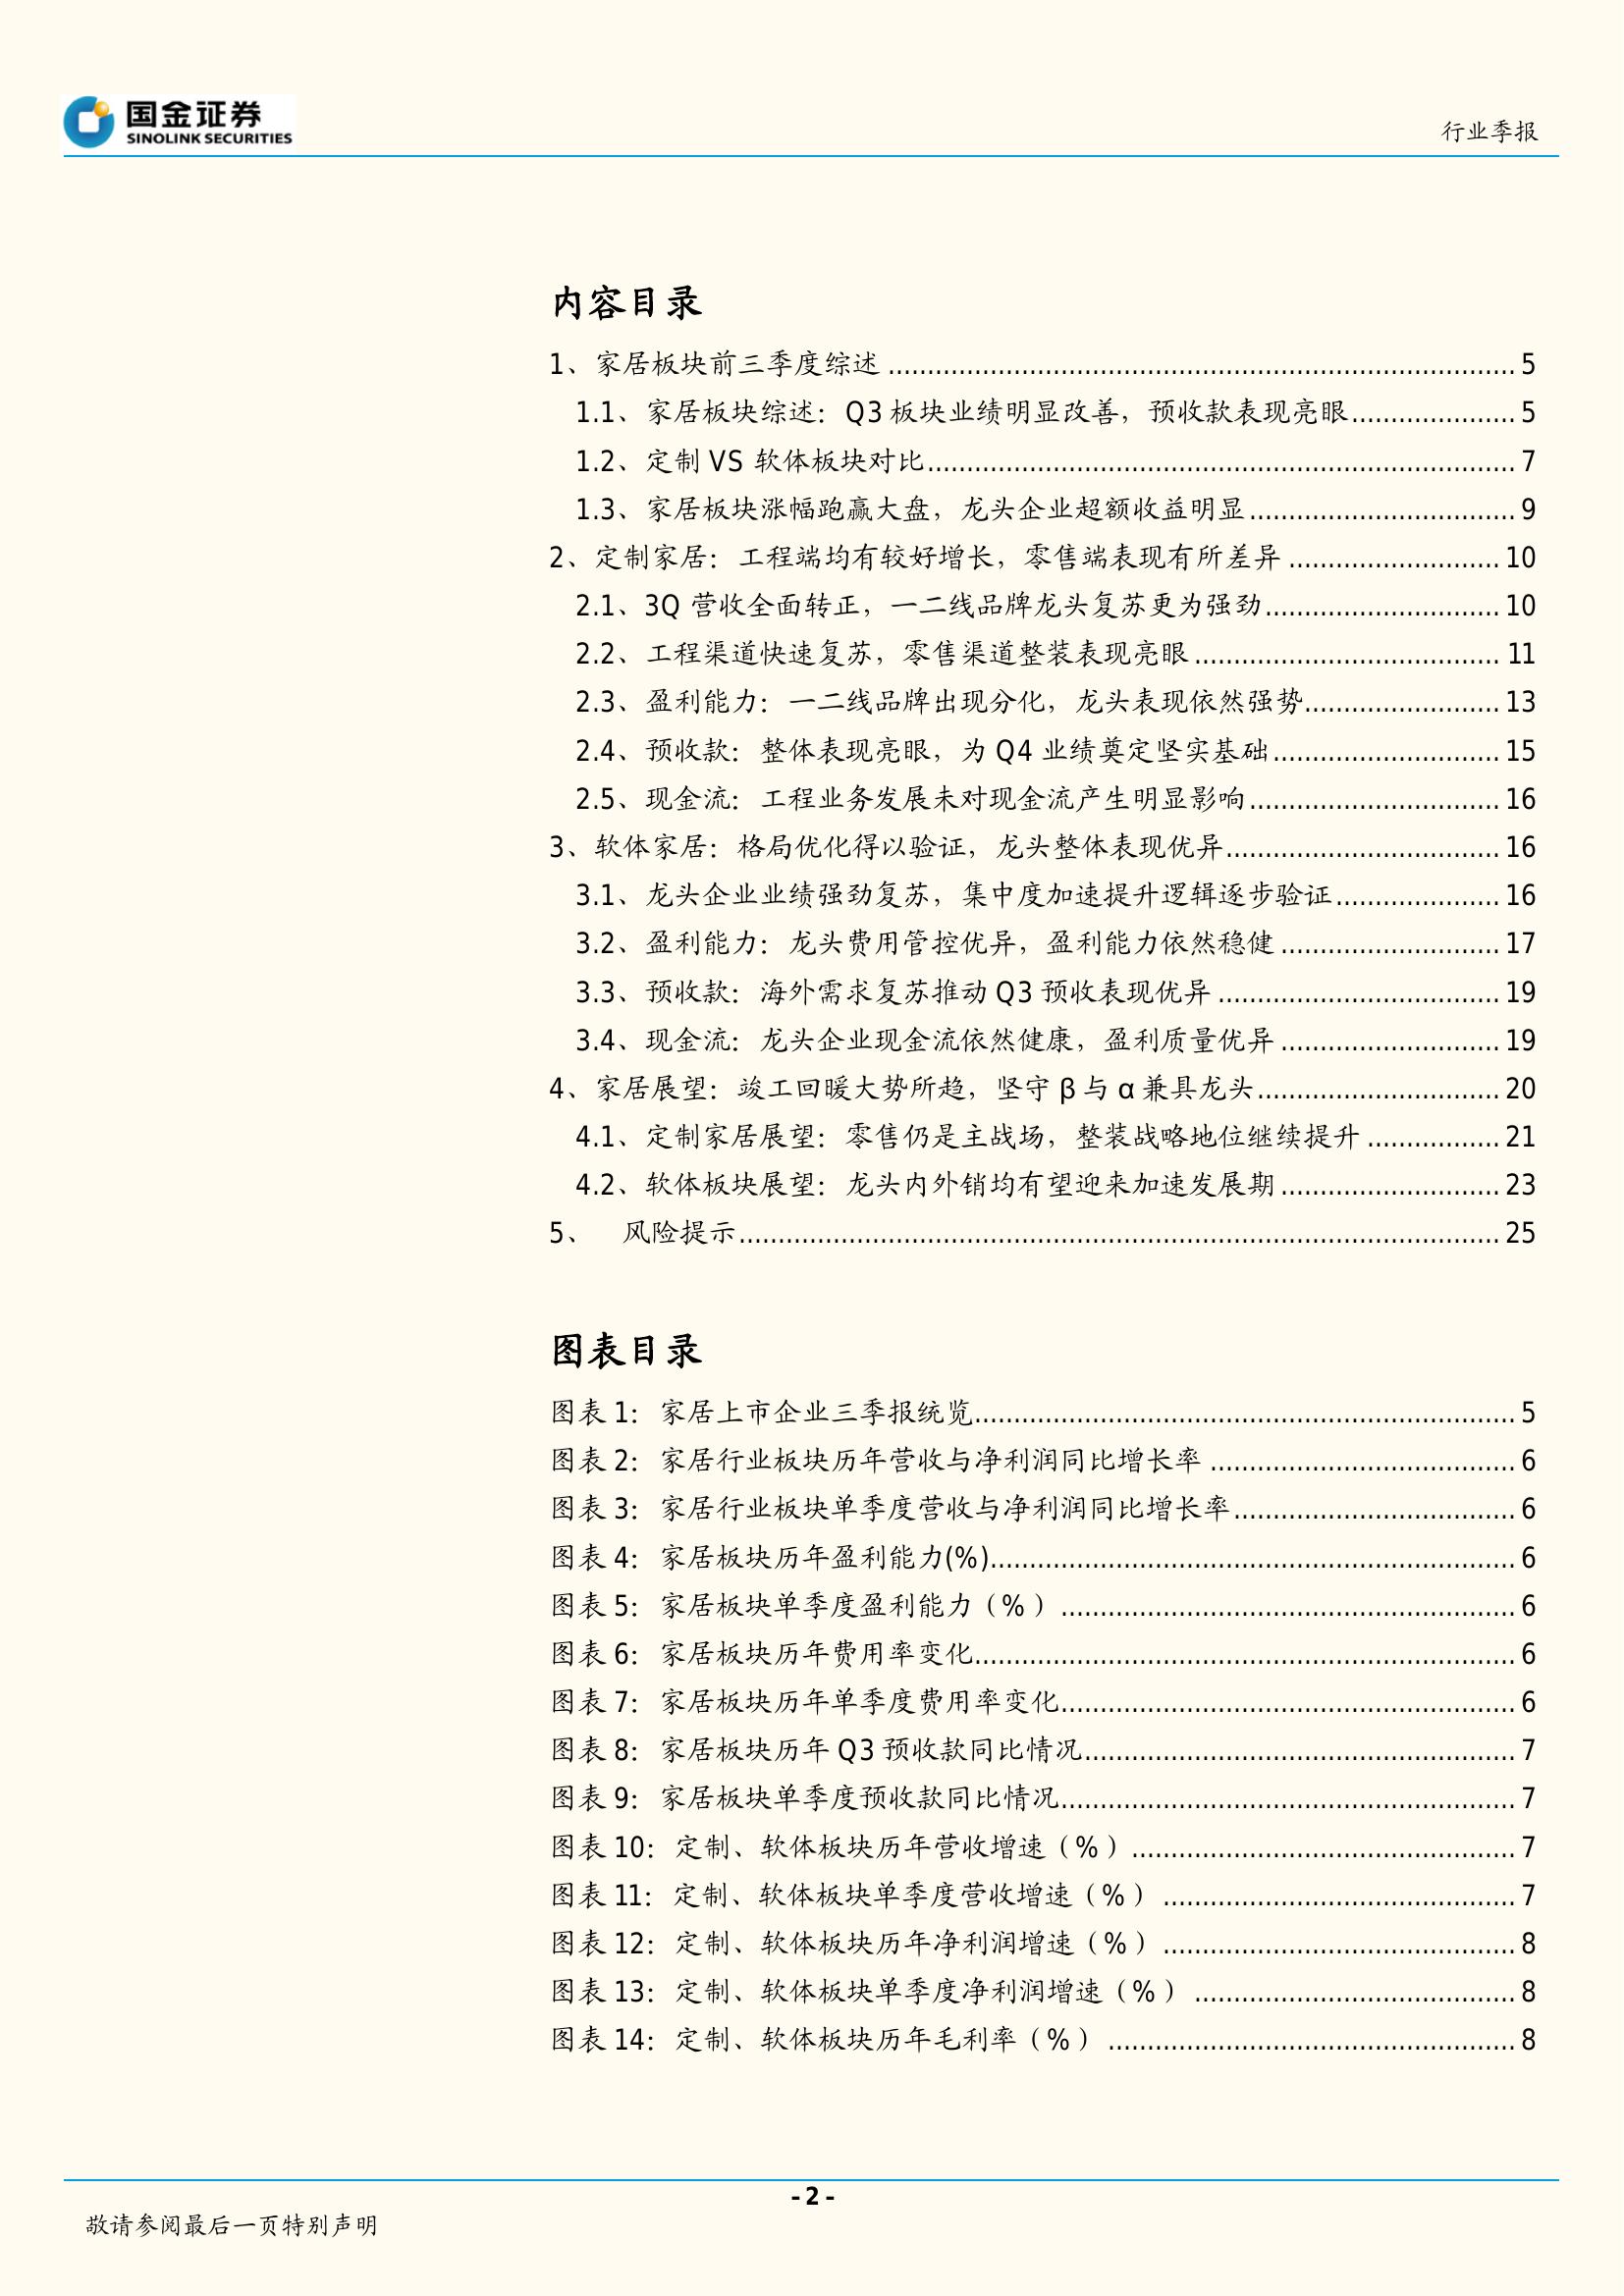 国金证券
SINOLINK SECURITIES
行业季报
内容目录
1、家居板块前三季度综述 ................................................................................ 5
1.1、家居板块综述：Q3 板块业绩明显改善，预收款表现亮眼..................... 5
1.2、定制 VS 软体板块对比........................................................................... 7
1.3、家居板块涨幅跑赢大盘，龙头企业超额收益明显.................................. 9
2、定制家居：工程端均有较好增长，零售端表现有所差异 ........................... 10
2.1、3Q 营收全面转正，一二线品牌龙头复苏更为强劲.............................. 10
2.2、工程渠道快速复苏，零售渠道整装表现亮眼 ....................................... 11
2.3、盈利能力：一二线品牌出现分化，龙头表现依然强势......................... 13
2.4、预收款：整体表现亮眼，为 Q4 业绩奠定坚实基础............................. 15
2.5、现金流：工程业务发展未对现金流产生明显影响................................ 16
3、软体家居：格局优化得以验证，龙头整体表现优异................................... 16
3.1、龙头企业业绩强劲复苏，集中度加速提升逻辑逐步验证..................... 16
3.2、盈利能力：龙头费用管控优异，盈利能力依然稳健 ............................ 17
3.3、预收款：海外需求复苏推动 Q3 预收表现优异 .................................... 19
3.4、现金流：龙头企业现金流依然健康，盈利质量优异 ............................ 19
4、家居展望：竣工回暖大势所趋，坚守 β 与 α 兼具龙头............................... 20
4.1、定制家居展望：零售仍是主战场，整装战略地位继续提升 ................. 21
4.2、软体板块展望：龙头内外销均有望迎来加速发展期 ............................ 23
5、 风险提示................................................................................................. 25
图表目录
图表 1：家居上市企业三季报统览..................................................................... 5
图表 2：家居行业板块历年营收与净利润同比增长率 ....................................... 6
图表 3：家居行业板块单季度营收与净利润同比增长率.................................... 6
图表 4：家居板块历年盈利能力(%)................................................................... 6
图表 5：家居板块单季度盈利能力（%） .......................................................... 6
图表 6：家居板块历年费用率变化..................................................................... 6
图表 7：家居板块历年单季度费用率变化.......................................................... 6
图表 8：家居板块历年 Q3 预收款同比情况....................................................... 7
图表 9：家居板块单季度预收款同比情况.......................................................... 7
图表 10：定制、软体板块历年营收增速（%）................................................. 7
图表 11：定制、软体板块单季度营收增速（%） ............................................. 7
图表 12：定制、软体板块历年净利润增速（%） ............................................. 8
图表 13：定制、软体板块单季度净利润增速（%） ......................................... 8
图表 14：定制、软体板块历年毛利率（%） .................................................... 8
- 2 -
敬请参阅最后一页特别声明